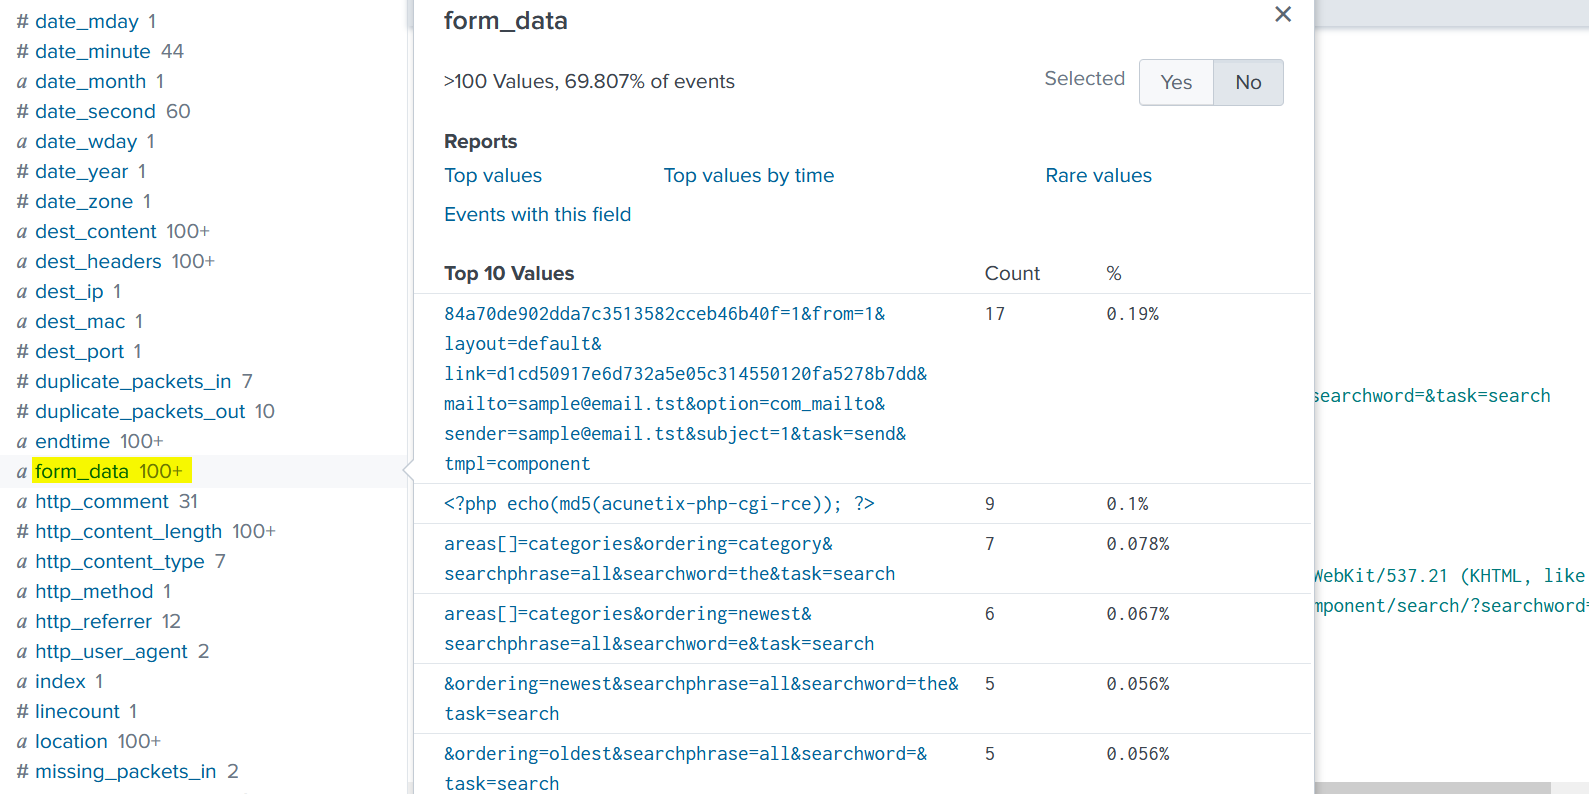 # date_mday 1
# date_minute 44
a date_month 1
# date_second 60
a date_wday 1
# date_year 1
# date_zone 1
a dest_content 100+
a dest_headers 100+
a dest_ip 1
a dest_mac 1
# dest_port 1
# duplicate_packets_in 7
# duplicate_packets_out 10
a endtime 100+
a form_data 100+
a http_comment 31
# http_content_length 100+
a http_content_type 7
a http_method 1
a http_referrer 12
a http_user_agent 2
a index 1
# linecount 1
a location 100+
# missing_packets_in 2
form_data
>100 Values, 69.807% of events
Selected Yes No
Reports
Top values Top values by time Rare values
Events with this field
Top 10 Values Count %
84a70de902dda7c3513582cceb46b40f=1&from=1& 17 0.19%
layout=default&
link=d1cd50917e6d732a5e05c314550120fa5278b7dd&
mailto=sample@email.tst&option=com_mailto&
sender=sample@email.tst&subject=1&task=send&
tmpl=component
<?php echo(md5(acunetix-php-cgi-rce)); ?> 9 0.1%
areas[]=categories&ordering=category& 7 0.078%
searchphrase=all&searchword=the&task=search
areas[]=categories&ordering=newest& 6 0.067%
searchphrase=all&searchword=e&task=search
&ordering=newest&searchphrase=all&searchword=the& 5 0.056%
task=search
&ordering=oldest&searchphrase=all&searchword=& 5 0.056%
task=search
searchword=&task=search
WebKit/537.21 (KHTML, like
mponent/search/?searchword=